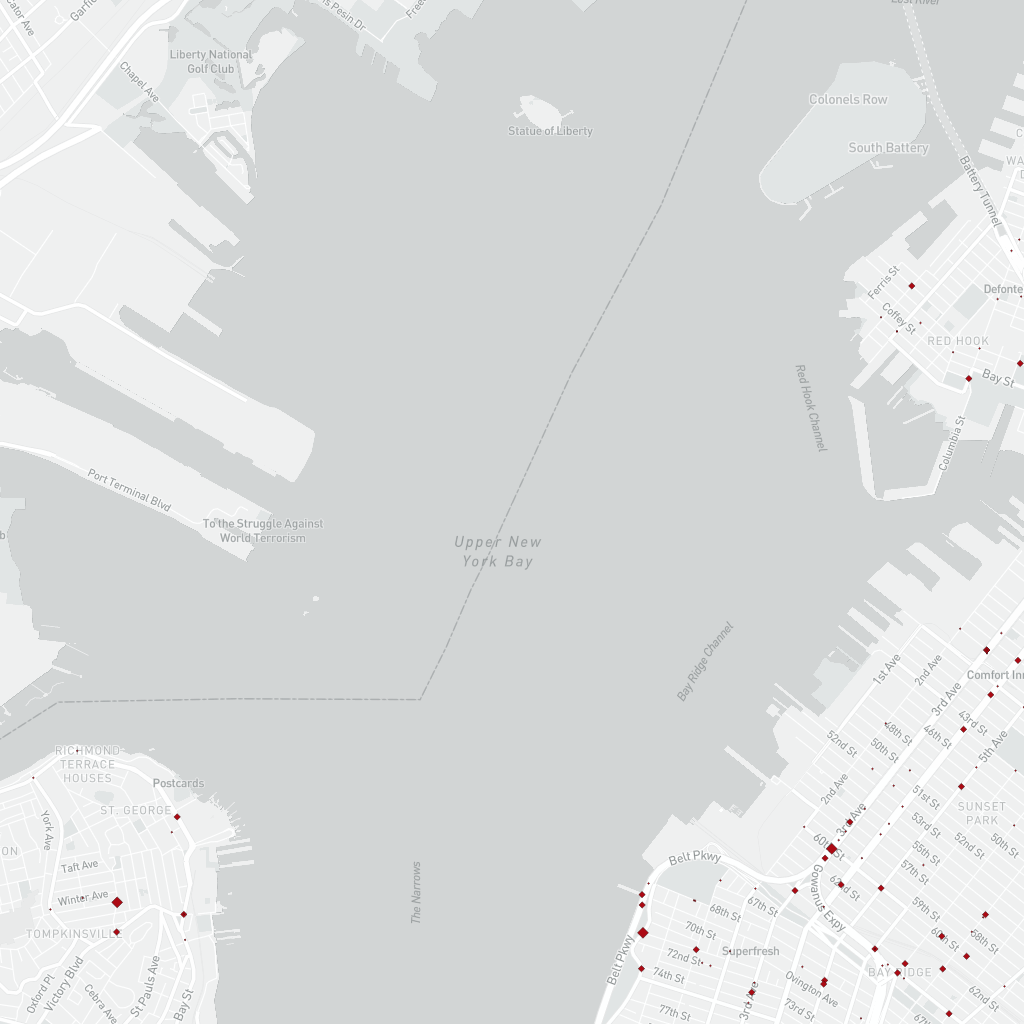 Garfie
ator Ave
is Pesin Dr
Free
East River
Liberty National
Golf Club
Chapel Ave
Colonels Row
Statue of Liberty
South Battery
Battery Tunnel
WA
Ferris St
Defonte
Coffey St
RED HOOK
Bay St
Red Hook Channel
Columbia St
Port Terminal Blvd
To the Struggle Against
World Terrorism
Upper New
York Bay
Bay Ridge Channel
1st Ave
2nd Ave
3rd Ave
Comfort Inn
43rd St
46th St
48th St
50th St
52nd St
5th Ave
RICHMOND
TERRACE
HOUSES
Postcards
2nd Ave
51st St
SUNSET
PARK
ST. GEORGE
York Ave
3rd Ave
53rd St
52nd St
50th St
60th St
55th St
57th St
ON
Taft Ave
Belt Pkwy
Winter Ave
The Narrows
Gowanus Expy
62nd St
67th St
68th St
59th St
60th St
58th St
TOMPKINSVILLE
70th St
72nd St
74th St
Superfresh
Belt Pkwy
BAY RIDGE
Ovington Ave
62nd St
Oxford Pl
Victory Blvd
Cebra Ave
St Pauls Ave
Bay St
3rd Ave
73rd St
77th St
67th